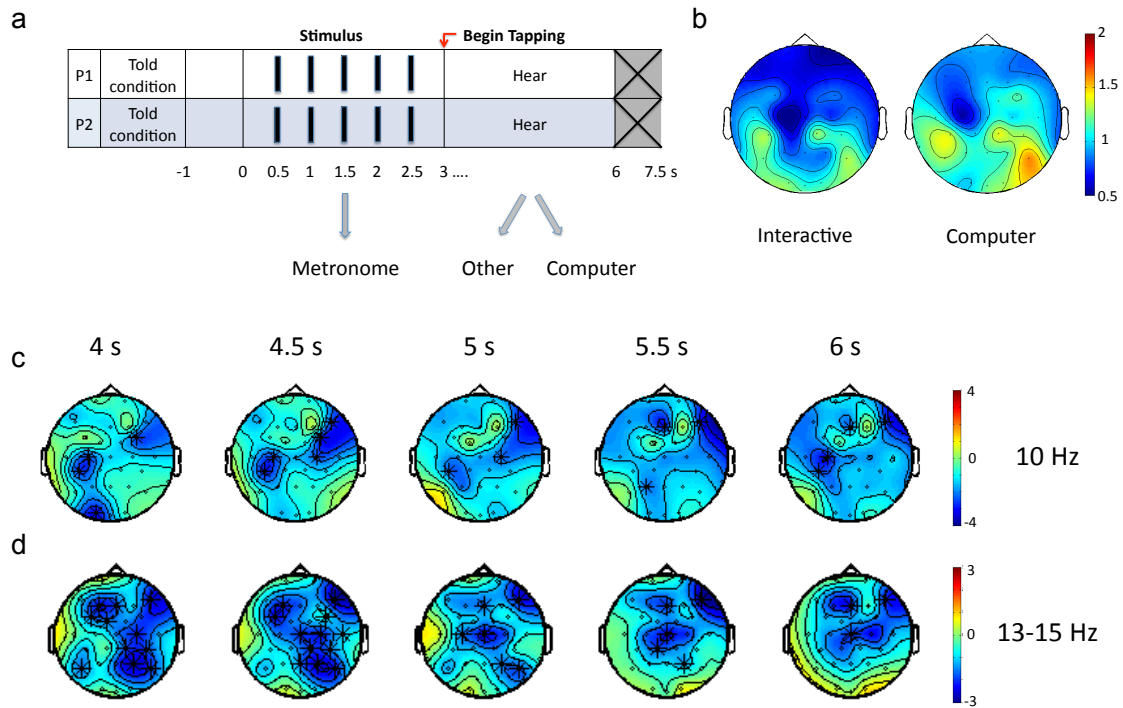 a
Stimulus
Begin Tapping
P1
Told condition
Hear
P2
Told condition
Hear
-1 0 0.5 1 1.5 2 2.5 3 .... 6 7.5 s
Metronome
Other
Computer
b
2
1.5
1
0.5
Interactive
Computer
c
4 s 4.5 s 5 s 5.5 s 6 s
4
0
-4
10 Hz
d
3
0
-3
13-15 Hz